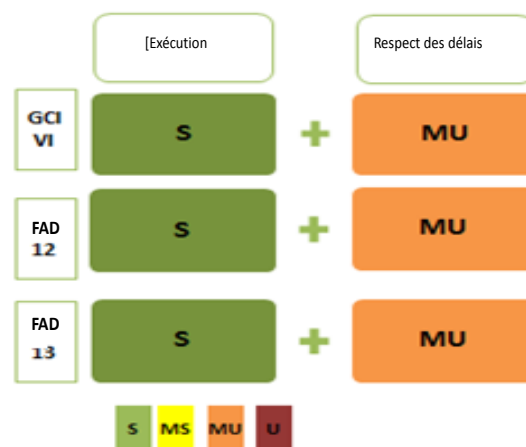 [Exécution
Respect des délais
GCI
VI
S
MU
FAD
12
S
MU
FAD
13
S
MU
S MS MU U